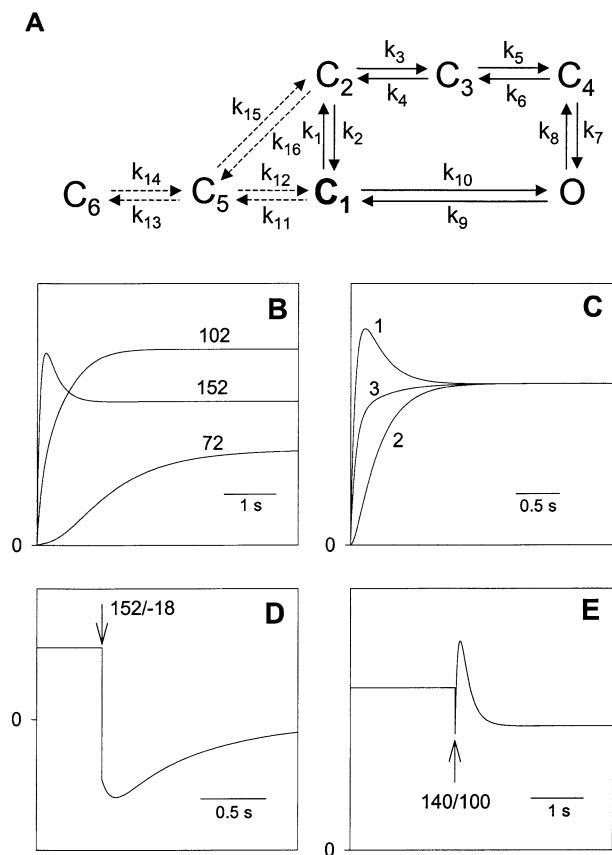 A
C₂ k₃ C₃ k₅ C₄
k₄ k₆
k₁₅ k₁₆ k₁ k₂ k₈ k₇
C₆ k₁₄ C₅ k₁₂ C₁ k₁₀ O
k₁₃ k₁₁ k₉
B
102
152
72
1 s
0
C
1
3
2
0.5 s
0
D
152/-18
0
0.5 s
E
140/100
1 s
0